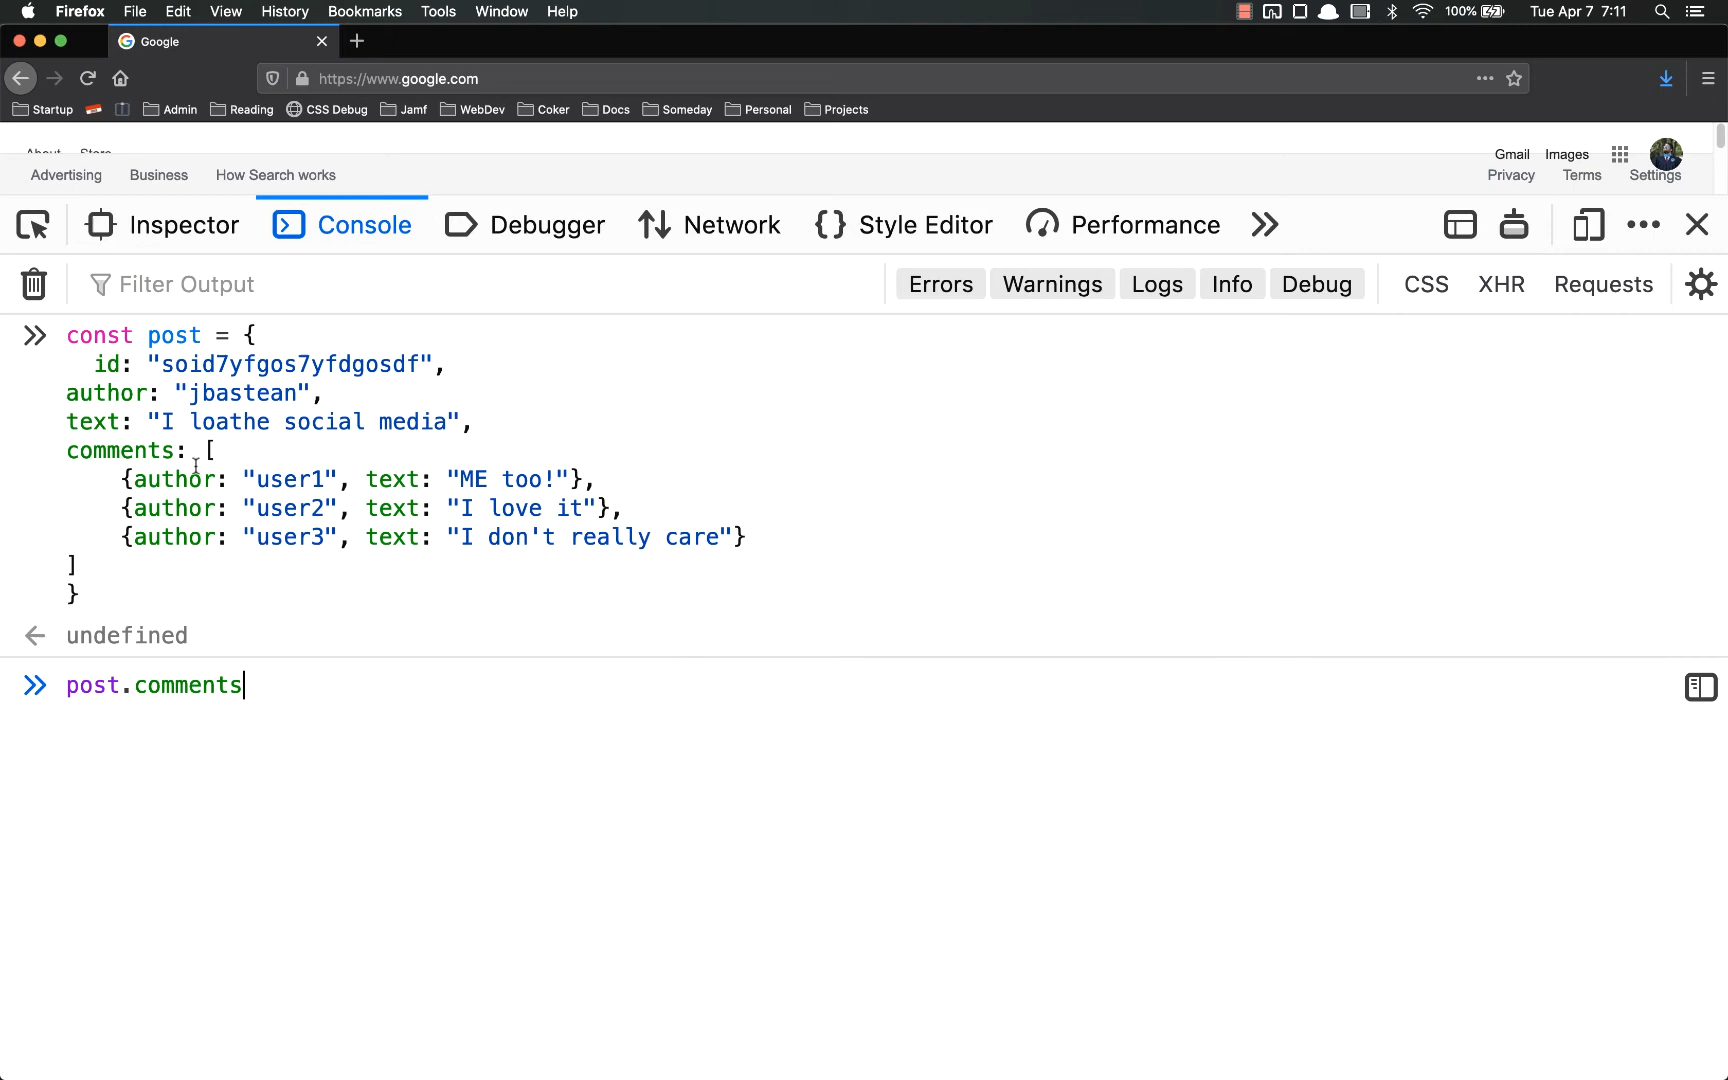 Firefox File Edit View History Bookmarks Tools Window Help 100% Tue Apr 7 7:11
Google
https://www.google.com
Startup Admin Reading CSS Debug Jamf WebDev Coker Docs Someday Personal Projects
About Store Gmail Images
Advertising Business How Search works Privacy Terms Settings
Inspector Console Debugger Network Style Editor Performance
Filter Output Errors Warnings Logs Info Debug CSS XHR Requests
const post = {
id: "soid7yfgos7yfdgosdf",
author: "jbastean",
text: "I loathe social media",
comments: [
{author: "user1", text: "ME too!"},
{author: "user2", text: "I love it"},
{author: "user3", text: "I don't really care"}
]
}
undefined
post.comments